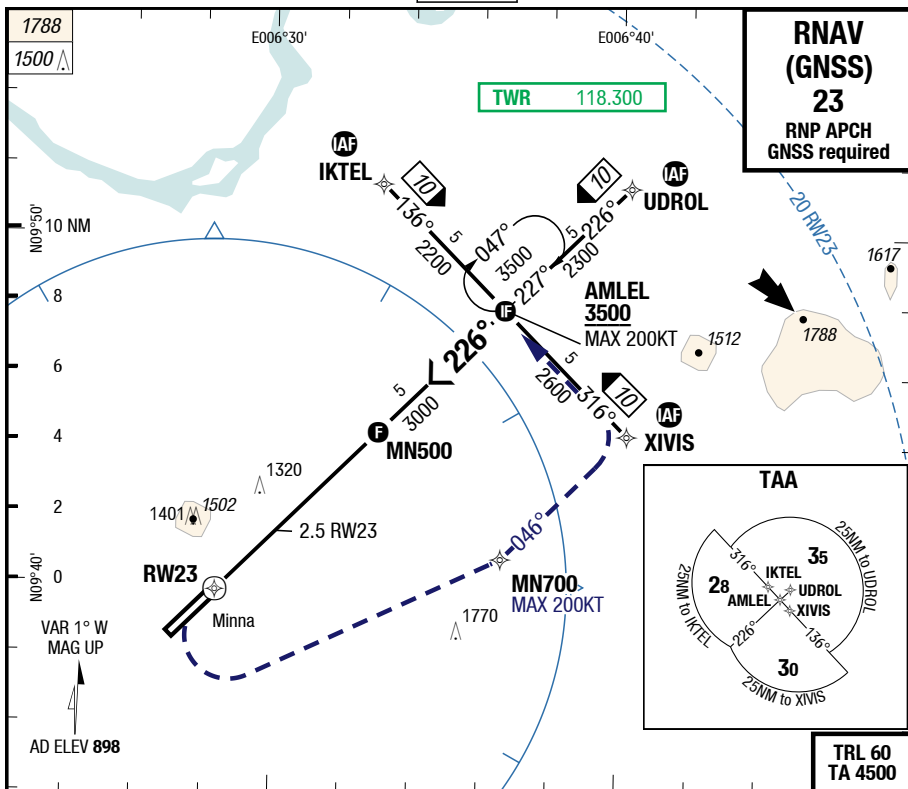 1788
1500
E006°30'
E006°40'
RNAV
(GNSS)
23
RNP APCH
GNSS required
TWR 118.300
IAF
IKTEL
10
136°
5
2200
10
IAF
UDROL
226°
5
2300
047°
3500
227°
20 RW23
1617
N09°50'
10 NM
8
6
4
2
0
N09°40'
IF
AMLEL
3500
MAX 200KT
1512
1788
226°
5
3000
5
2600
316°
10
IAF
XIVIS
F
MN500
1320
1401
1502
2.5 RW23
RW23
Minna
046°
MN700
MAX 200KT
1770
VAR 1° W
MAG UP
AD ELEV 898
TAA
25NM to UDROL
25NM to IKTEL
25NM to XIVIS
316°
IKTEL
35
28
UDROL
AMLEL
XIVIS
226°
136°
30
TRL 60
TA 4500